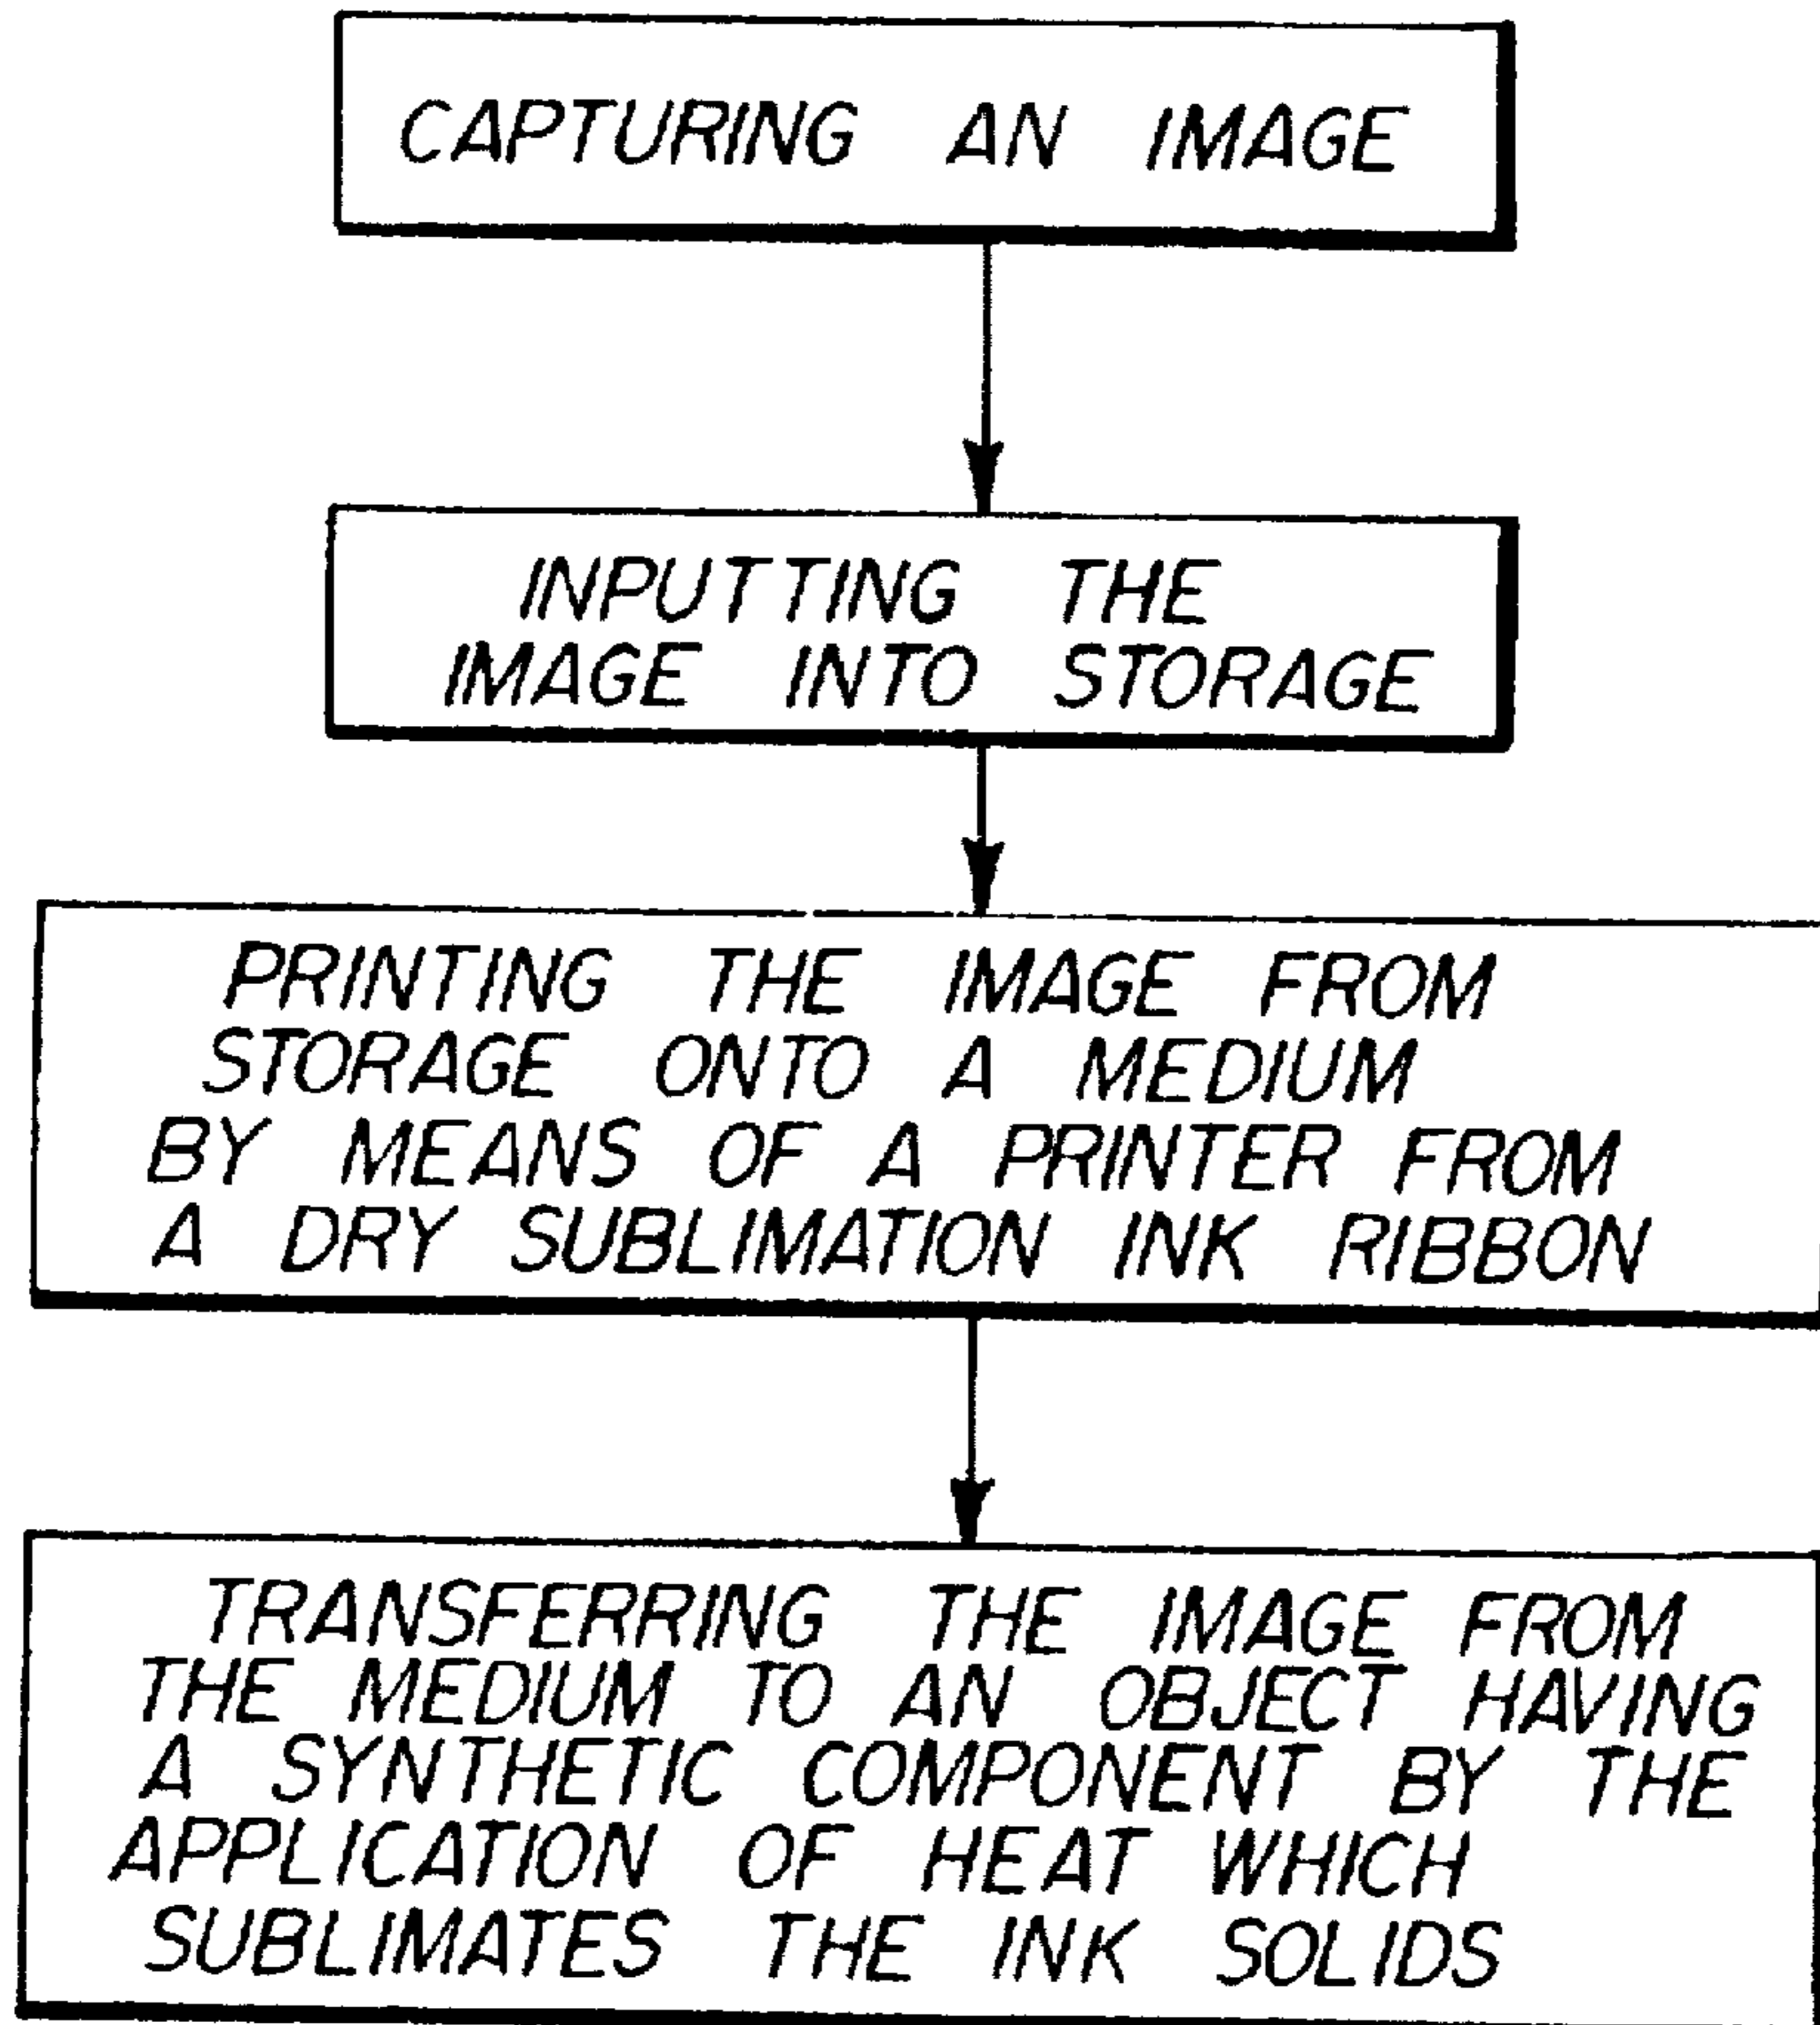 CAPTURING AN IMAGE
INPUTTING THE
IMAGE INTO STORAGE
PRINTING THE IMAGE FROM
STORAGE ONTO A MEDIUM
BY MEANS OF A PRINTER FROM
A DRY SUBLIMATION INK RIBBON
TRANSFERRING THE IMAGE FROM
THE MEDIUM TO AN OBJECT HAVING
A SYNTHETIC COMPONENT BY THE
APPLICATION OF HEAT WHICH
SUBLIMATES THE INK SOLIDS